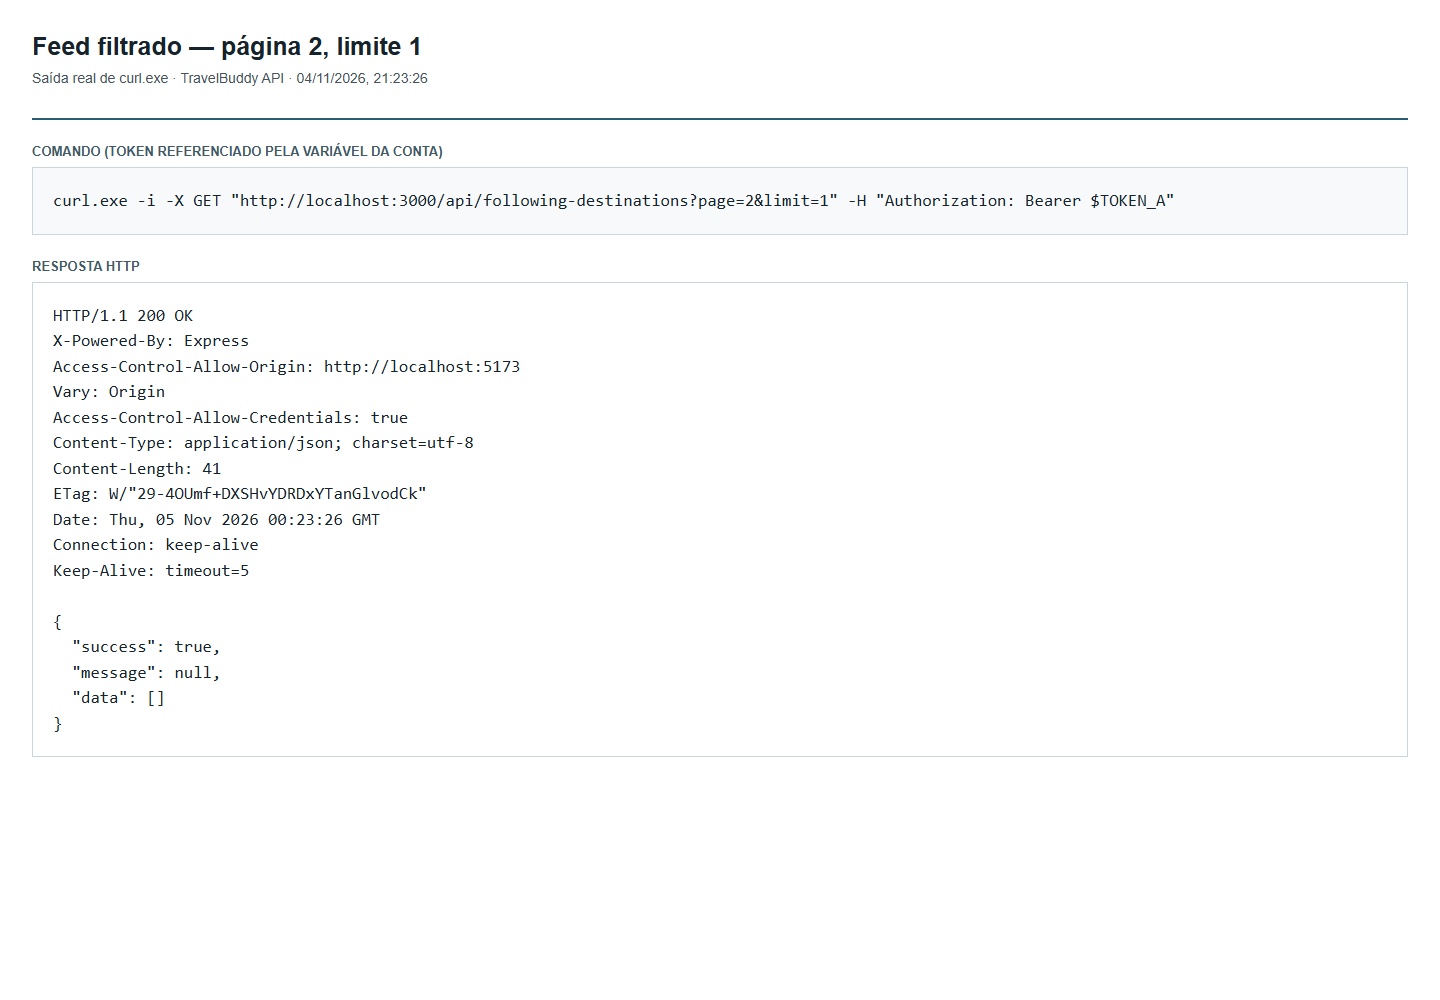 Feed filtrado — página 2, limite 1
Saída real de curl.exe · TravelBuddy API · 04/11/2026, 21:23:26
COMANDO (TOKEN REFERENCIADO PELA VARIÁVEL DA CONTA)
curl.exe -i -X GET "http://localhost:3000/api/following-destinations?page=2&limit=1" -H "Authorization: Bearer $TOKEN_A"
RESPOSTA HTTP
HTTP/1.1 200 OK
X-Powered-By: Express
Access-Control-Allow-Origin: http://localhost:5173
Vary: Origin
Access-Control-Allow-Credentials: true
Content-Type: application/json; charset=utf-8
Content-Length: 41
ETag: W/"29-4OUmf+DXSHvYDRDxYTanGlvodCk"
Date: Thu, 05 Nov 2026 00:23:26 GMT
Connection: keep-alive
Keep-Alive: timeout=5
{
  "success": true,
  "message": null,
  "data": []
}